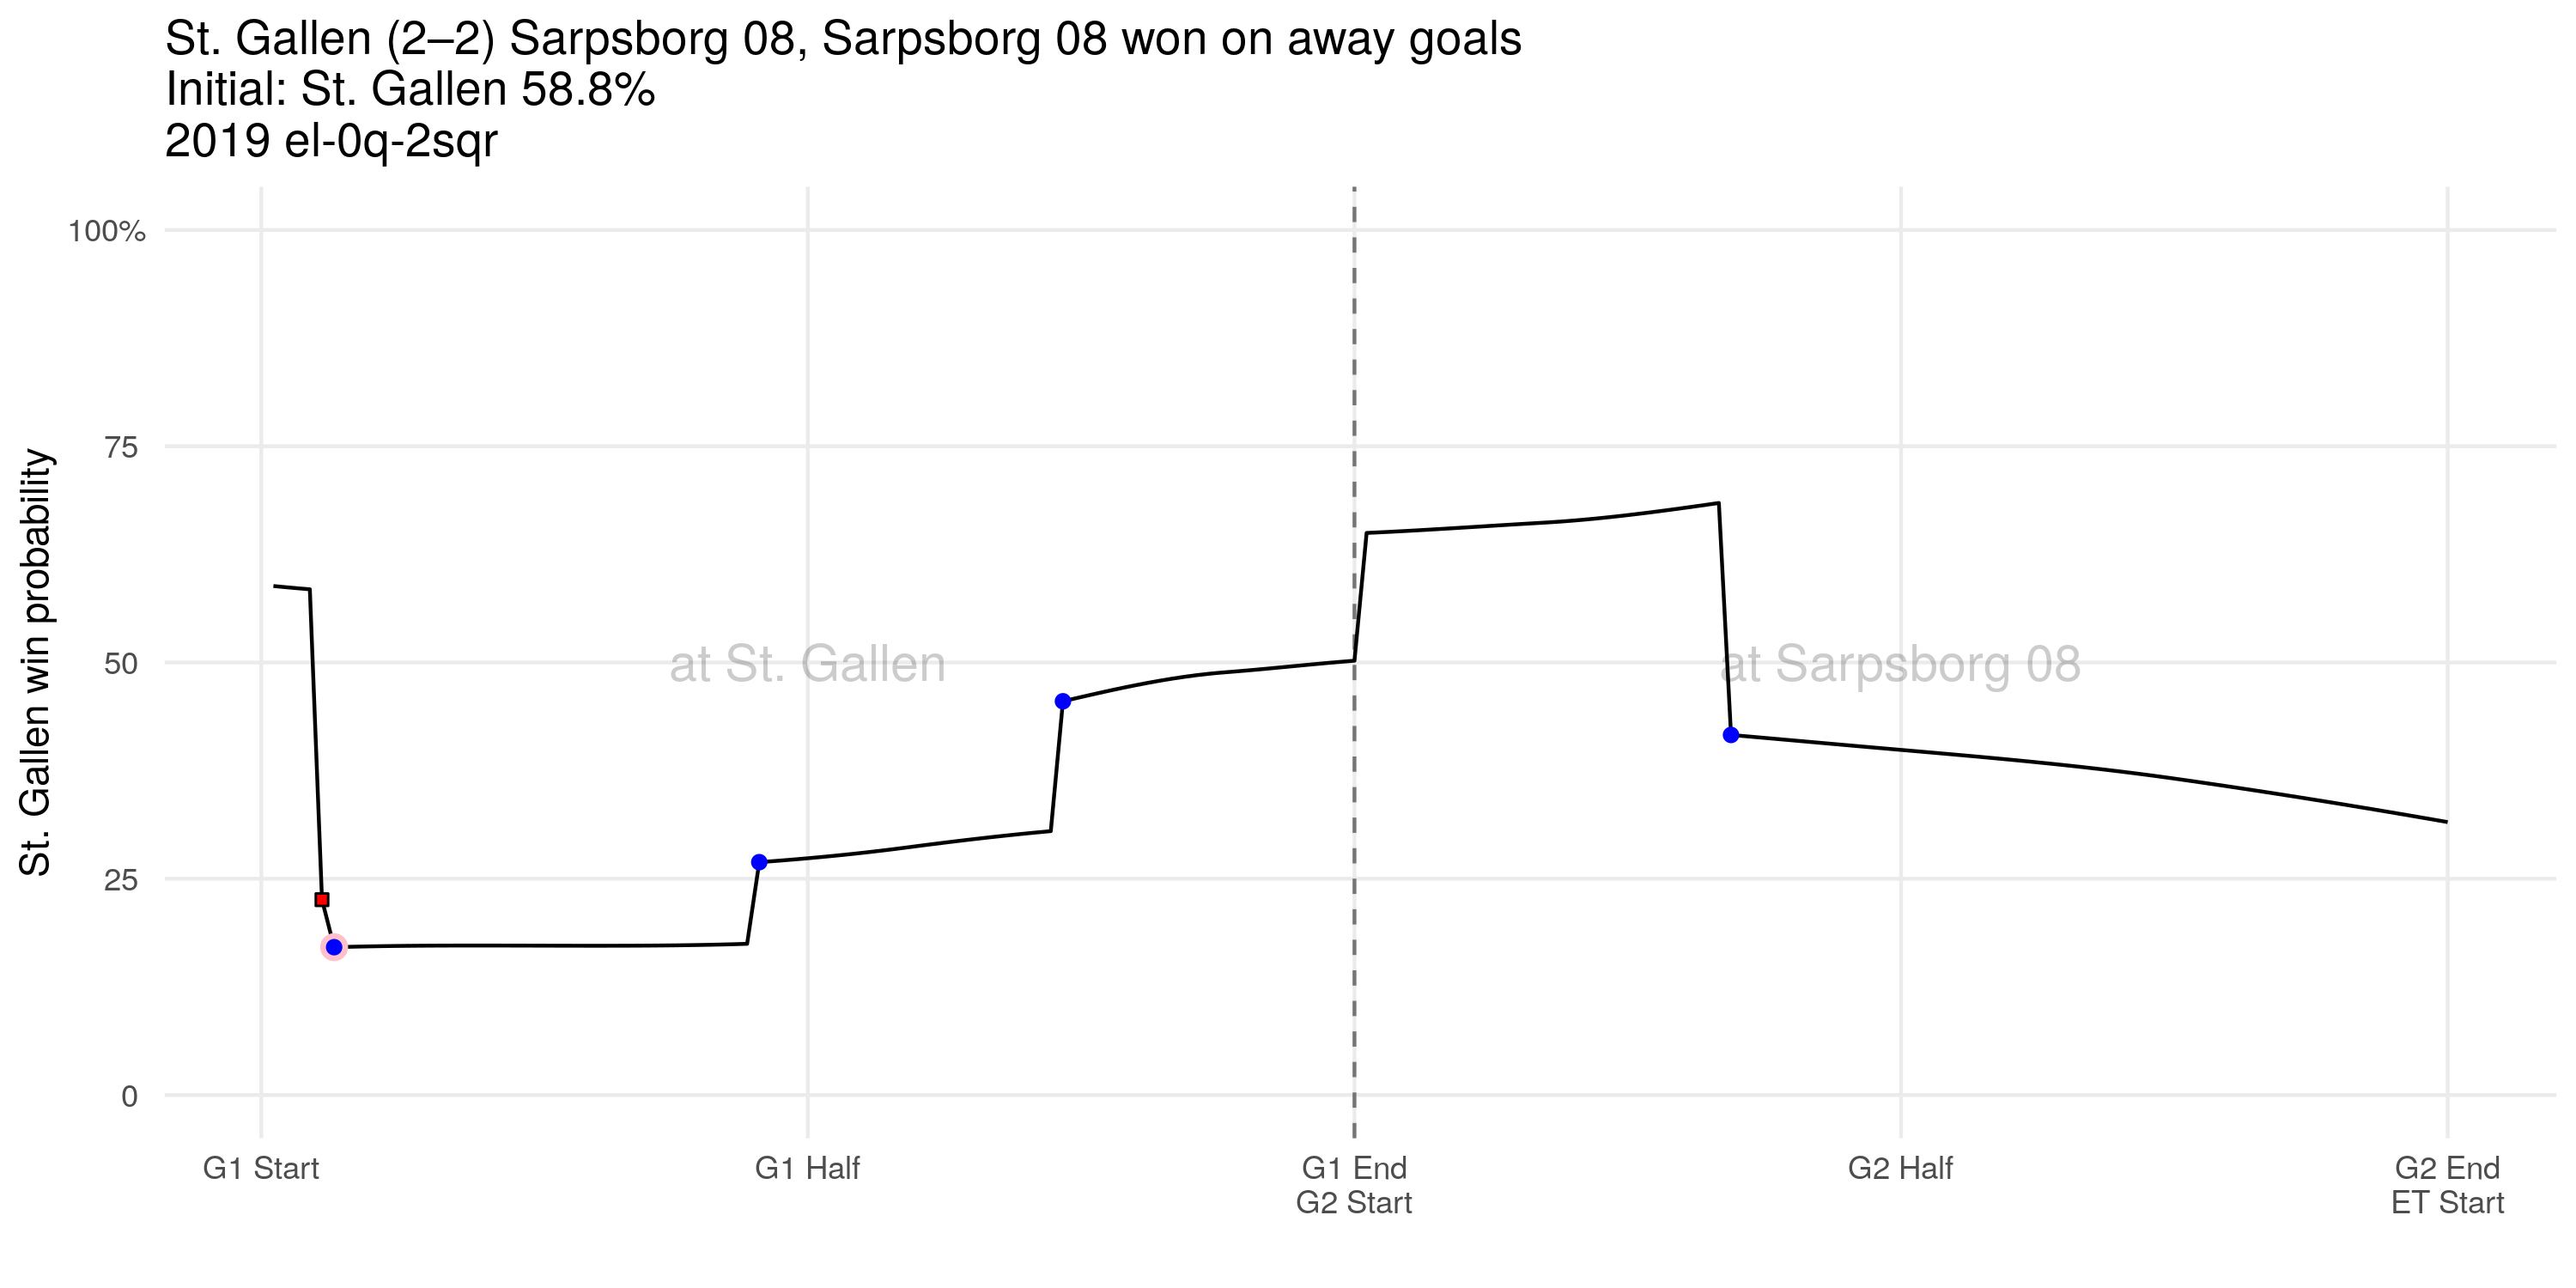 St. Gallen (2–2) Sarpsborg 08, Sarpsborg 08 won on away goals
Initial: St. Gallen 58.8%
2019 el-0q-2sqr
St. Gallen win probability
100%
75
50
25
0
at St. Gallen
at Sarpsborg 08
G1 Start
G1 Half
G1 End
G2 Start
G2 Half
G2 End
ET Start